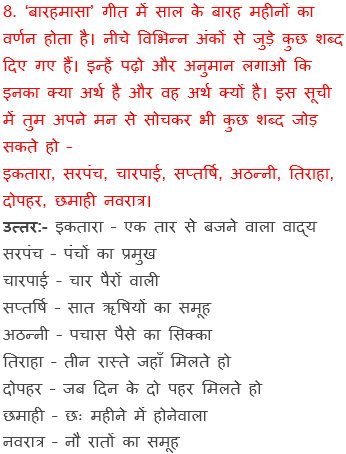 8. ‘बारहमासा’ गीत में साल के बारह महीनों का
वर्णन होता है। नीचे विभिन्न अंकों से जुड़े कुछ शब्द
दिए गए हैं। इन्हें पढ़ो और अनुमान लगाओ कि
इनका क्या अर्थ है और वह अर्थ क्यों है। इस सूची
में तुम अपने मन से सोचकर भी कुछ शब्द जोड़
सकते हो -
इकतारा, सरपंच, चारपाई, सप्तर्षि, अठन्नी, तिराहा,
दोपहर, छमाही नवरात्र।
उत्तर:- इकतारा - एक तार से बजने वाला वाद्य
सरपंच - पंचों का प्रमुख
चारपाई - चार पैरों वाली
सप्तर्षि - सात ऋषियों का समूह
अठन्नी - पचास पैसे का सिक्का
तिराहा - तीन रास्ते जहाँ मिलते हो
दोपहर - जब दिन के दो पहर मिलते हो
छमाही - छः महीने में होनेवाला
नवरात्र - नौ रातों का समूह